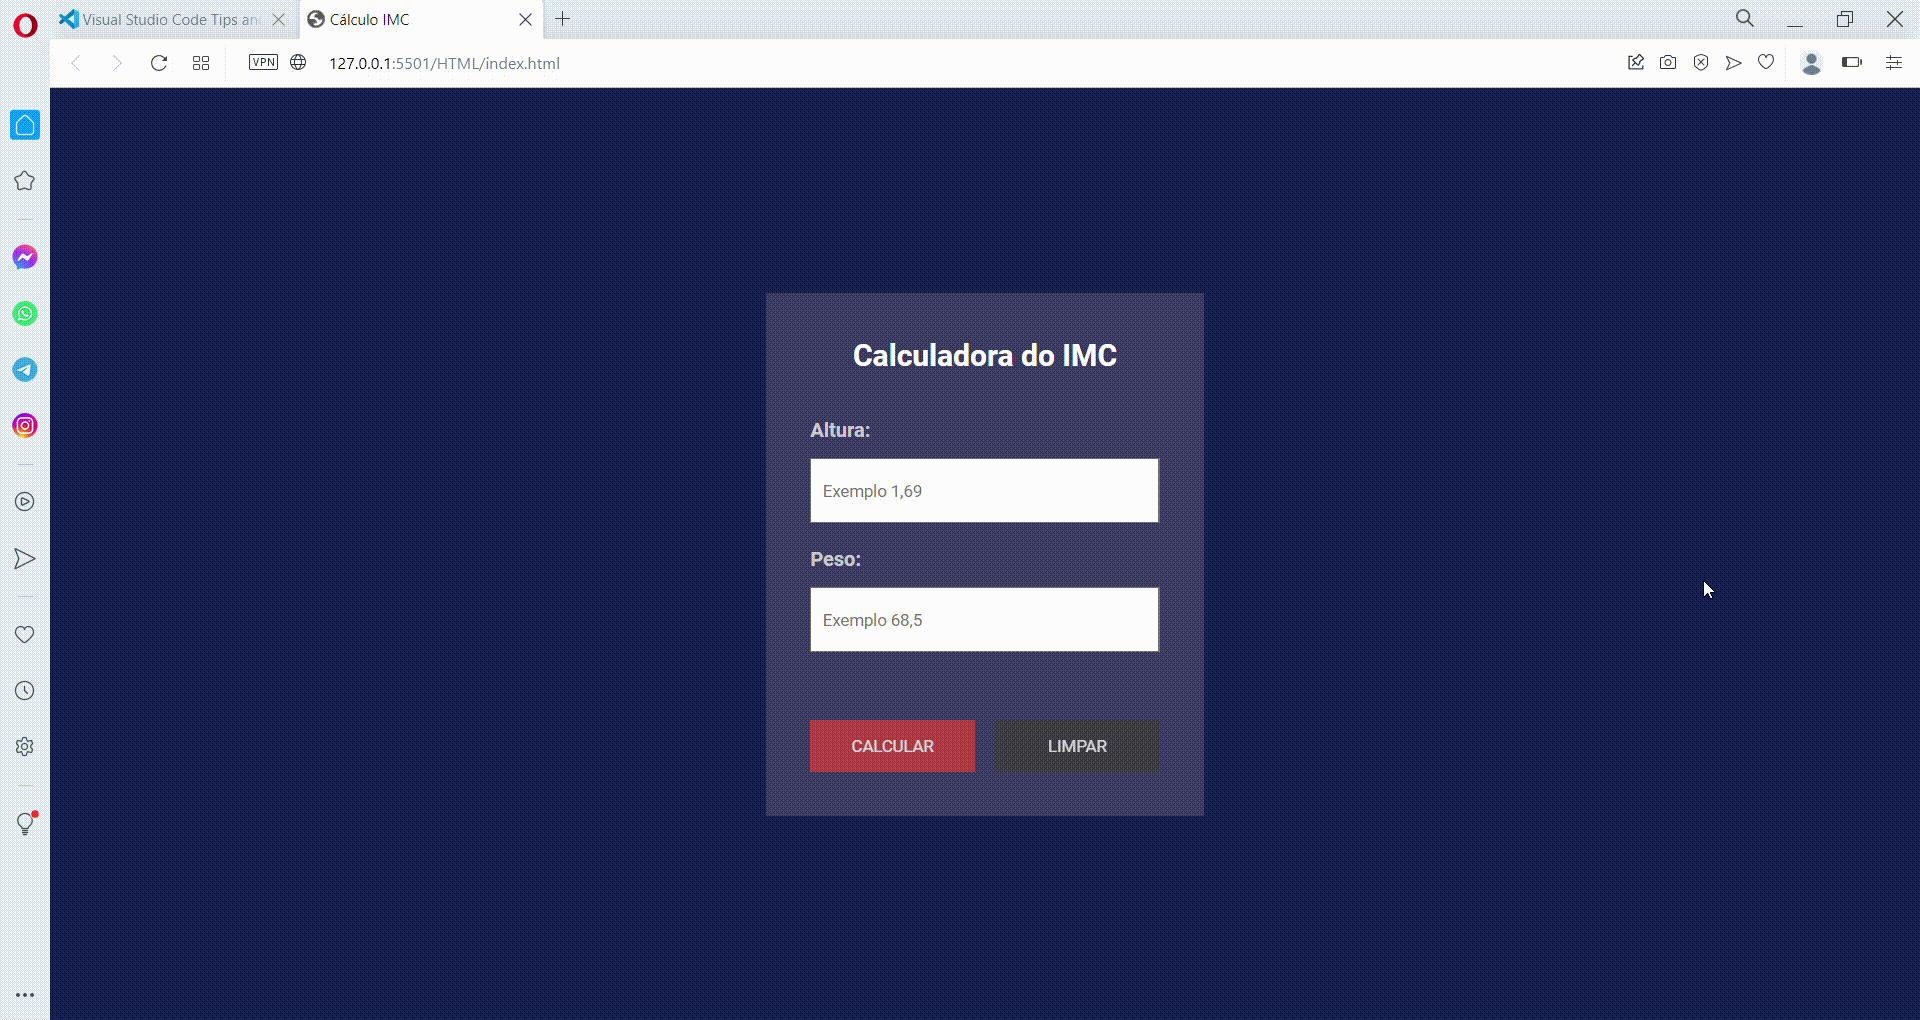 Visual Studio Code Tips an
Cálculo IMC
VPN
127.0.0.1:5501/HTML/index.html
Calculadora do IMC
Altura:
Exemplo 1,69
Peso:
Exemplo 68,5
CALCULAR
LIMPAR